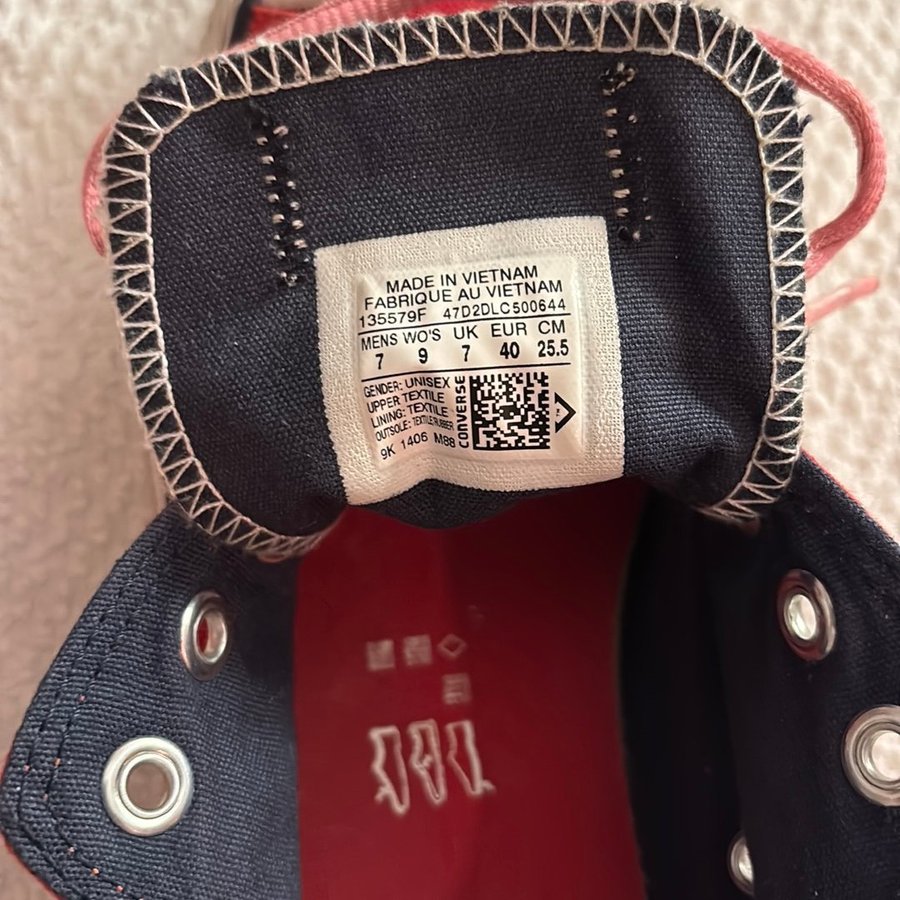 MADE IN VIETNAM
FABRIQUE AU VIETNAM
135579F 47D2DLC500644
MENS WO'S UK EUR CM
7 9 7 40 25.5
GENDER: UNISEX
UPPER TEXTILE
LINING: TEXTILE
OUTSOLE: TEXTILE/RUBBER
9K 1406 M88
CONVERSE